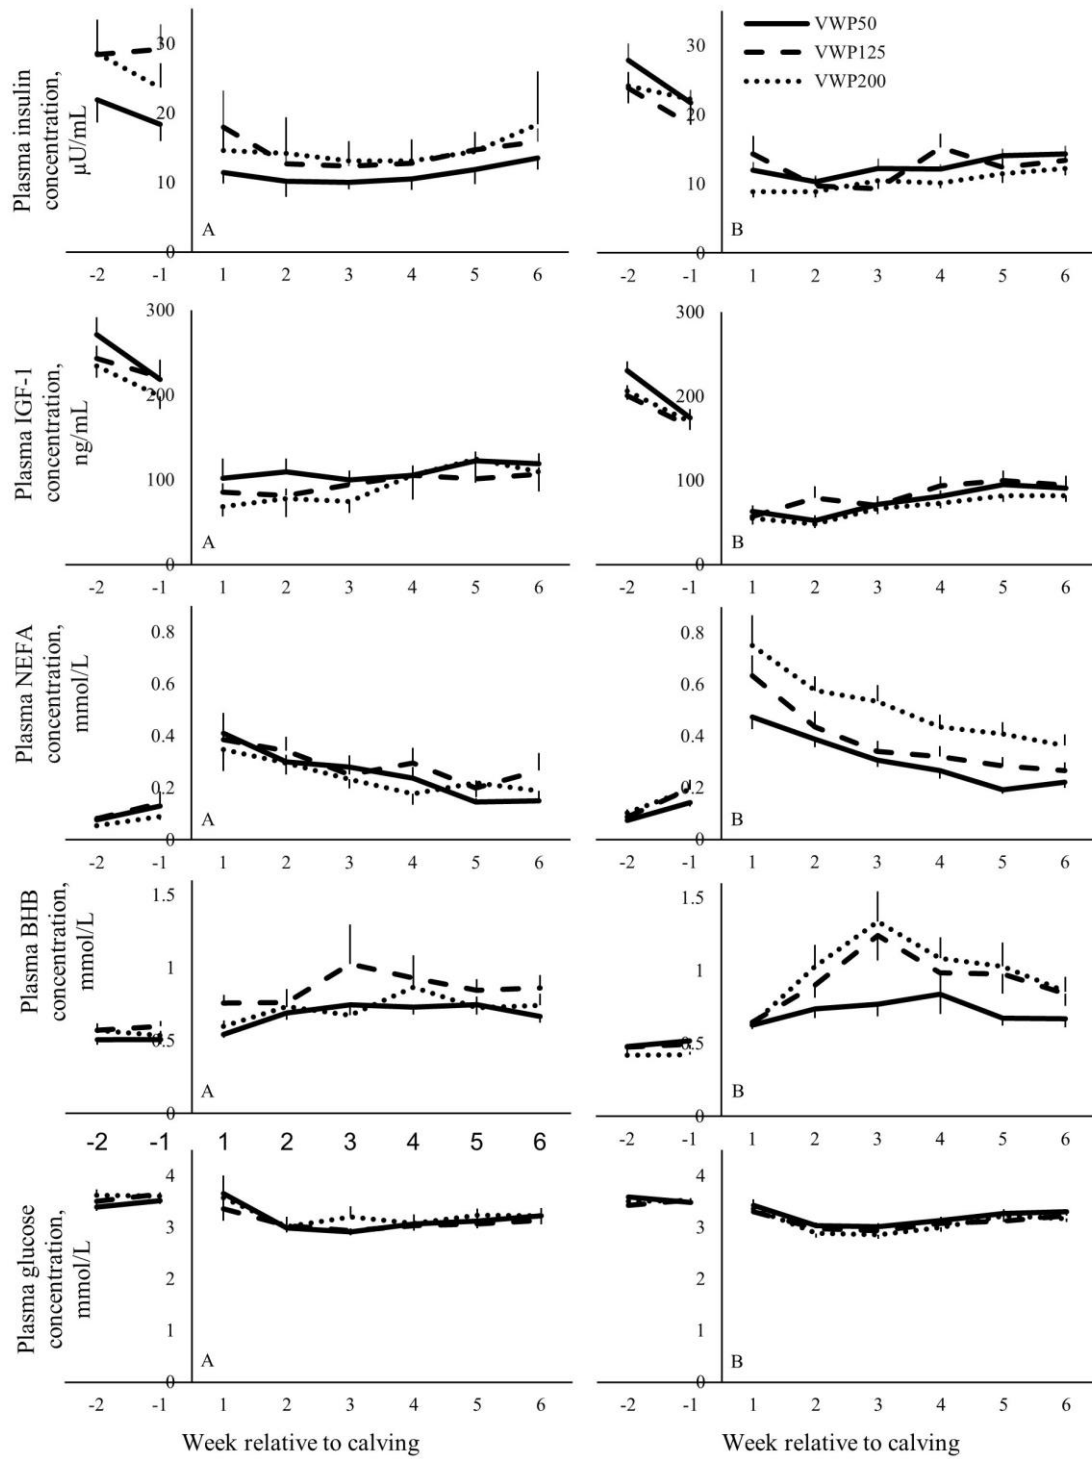 VWP50
VWP125
VWP200
Plasma insulin
concentration,
µU/mL
30
20
10
0
A
-2 -1 1 2 3 4 5 6
30
20
10
0
B
-2 -1 1 2 3 4 5 6
Plasma IGF-1
concentration,
ng/mL
300
200
100
0
A
-2 -1 1 2 3 4 5 6
300
200
100
0
B
-2 -1 1 2 3 4 5 6
Plasma NEFA
concentration,
mmol/L
0.8
0.6
0.4
0.2
0
A
-2 -1 1 2 3 4 5 6
0.8
0.6
0.4
0.2
0
B
-2 -1 1 2 3 4 5 6
Plasma BHB
concentration,
mmol/L
1.5
1
0.5
0
A
-2 -1 1 2 3 4 5 6
1.5
1
0.5
0
B
-2 -1 1 2 3 4 5 6
Plasma glucose
concentration,
mmol/L
4
3
2
1
0
A
-2 -1 1 2 3 4 5 6
4
3
2
1
0
B
-2 -1 1 2 3 4 5 6
Week relative to calving
Week relative to calving